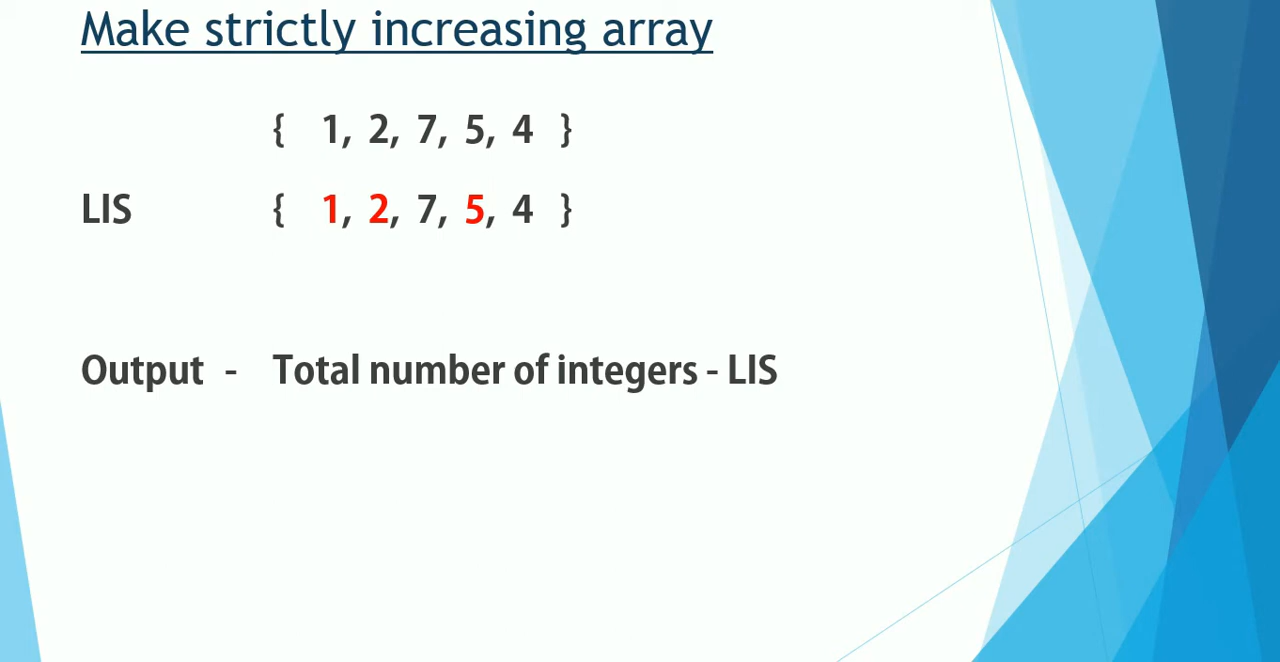 Make strictly increasing array
{ 1, 2, 7, 5, 4 }
LIS { 1, 2, 7, 5, 4 }
Output - Total number of integers - LIS